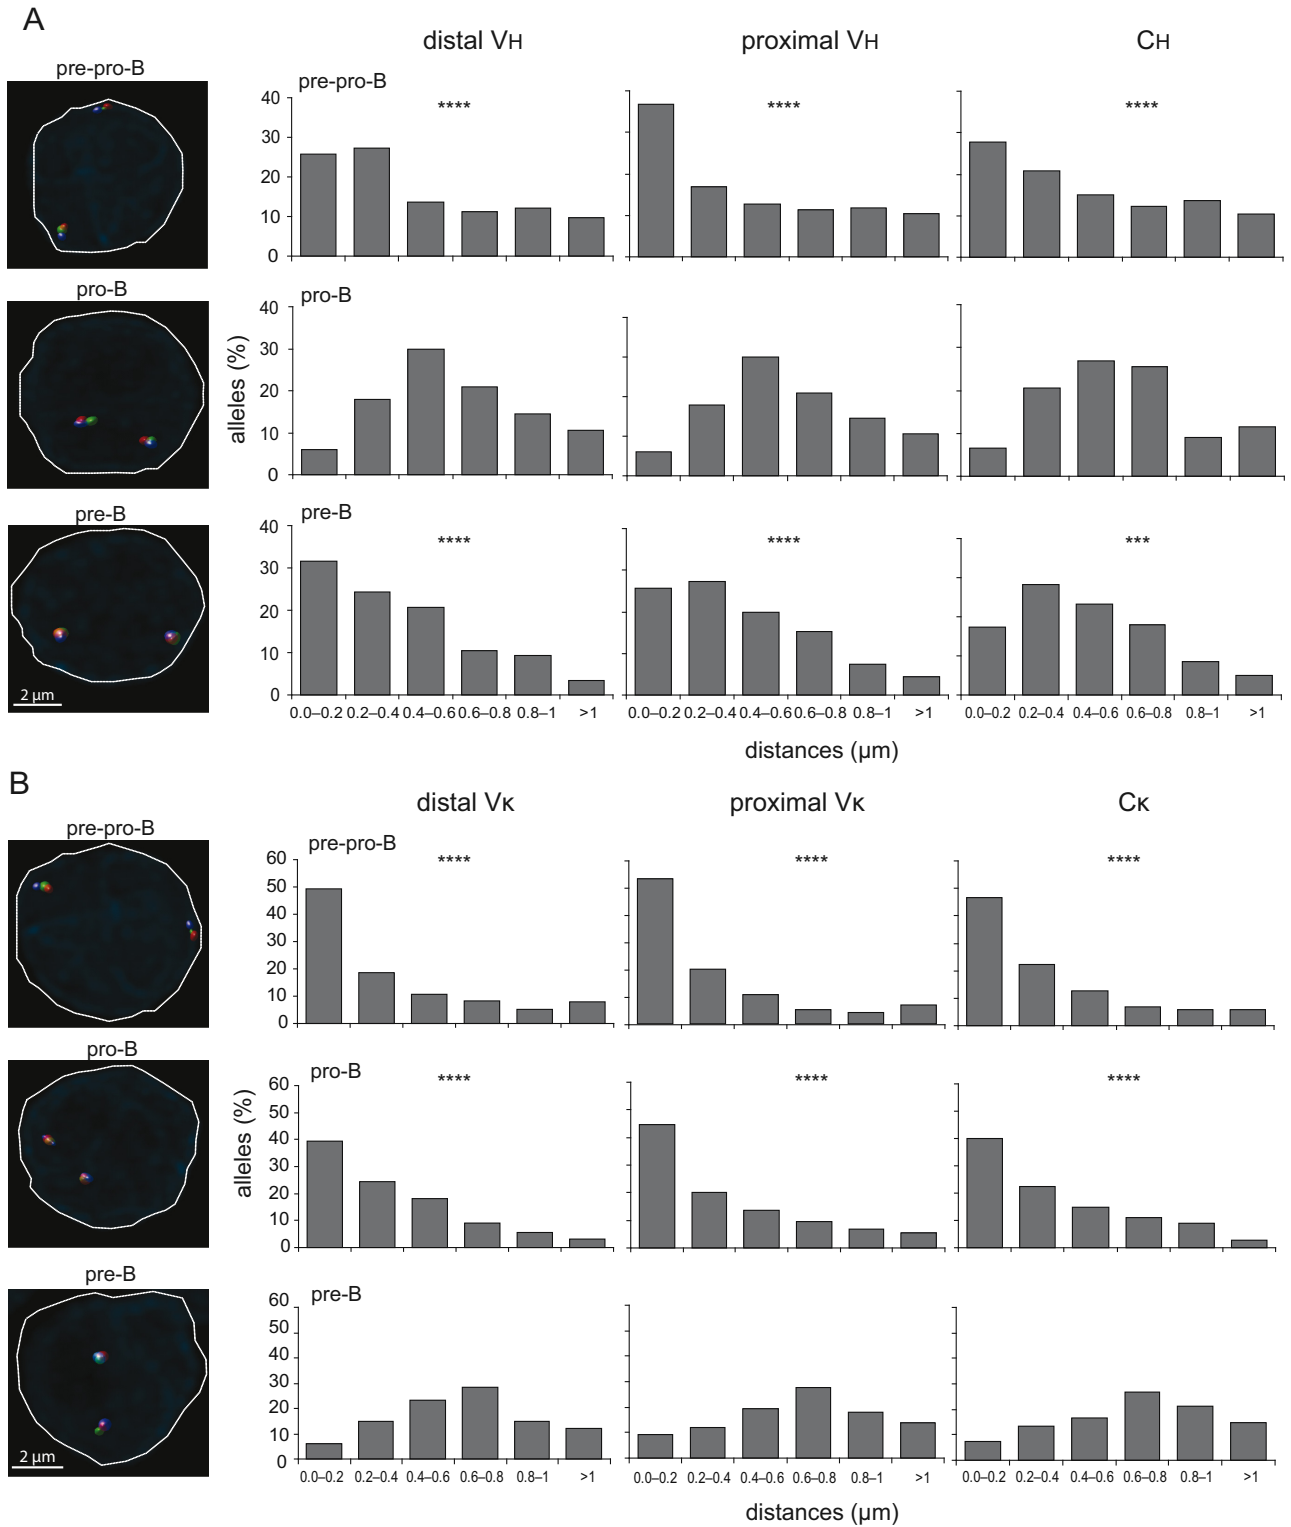 A
distal VH
proximal VH
CH
pre-pro-B
pre-pro-B
40
30
20
10
0
****
****
****
pro-B
pro-B
40
30
20
10
0
alleles (%)
pre-B
pre-B
40
30
20
10
0
****
****
***
2 µm
0.0–0.2 0.2–0.4 0.4–0.6 0.6–0.8 0.8–1 >1
0.0–0.2 0.2–0.4 0.4–0.6 0.6–0.8 0.8–1 >1
0.0–0.2 0.2–0.4 0.4–0.6 0.6–0.8 0.8–1 >1
distances (µm)
B
distal Vκ
proximal Vκ
Cκ
pre-pro-B
pre-pro-B
60
50
40
30
20
10
0
****
****
****
pro-B
pro-B
60
50
40
30
20
10
0
****
****
****
alleles (%)
pre-B
pre-B
60
50
40
30
20
10
0
2 µm
0.0–0.2 0.2–0.4 0.4–0.6 0.6–0.8 0.8–1 >1
0.0–0.2 0.2–0.4 0.4–0.6 0.6–0.8 0.8–1 >1
0.0–0.2 0.2–0.4 0.4–0.6 0.6–0.8 0.8–1 >1
distances (µm)